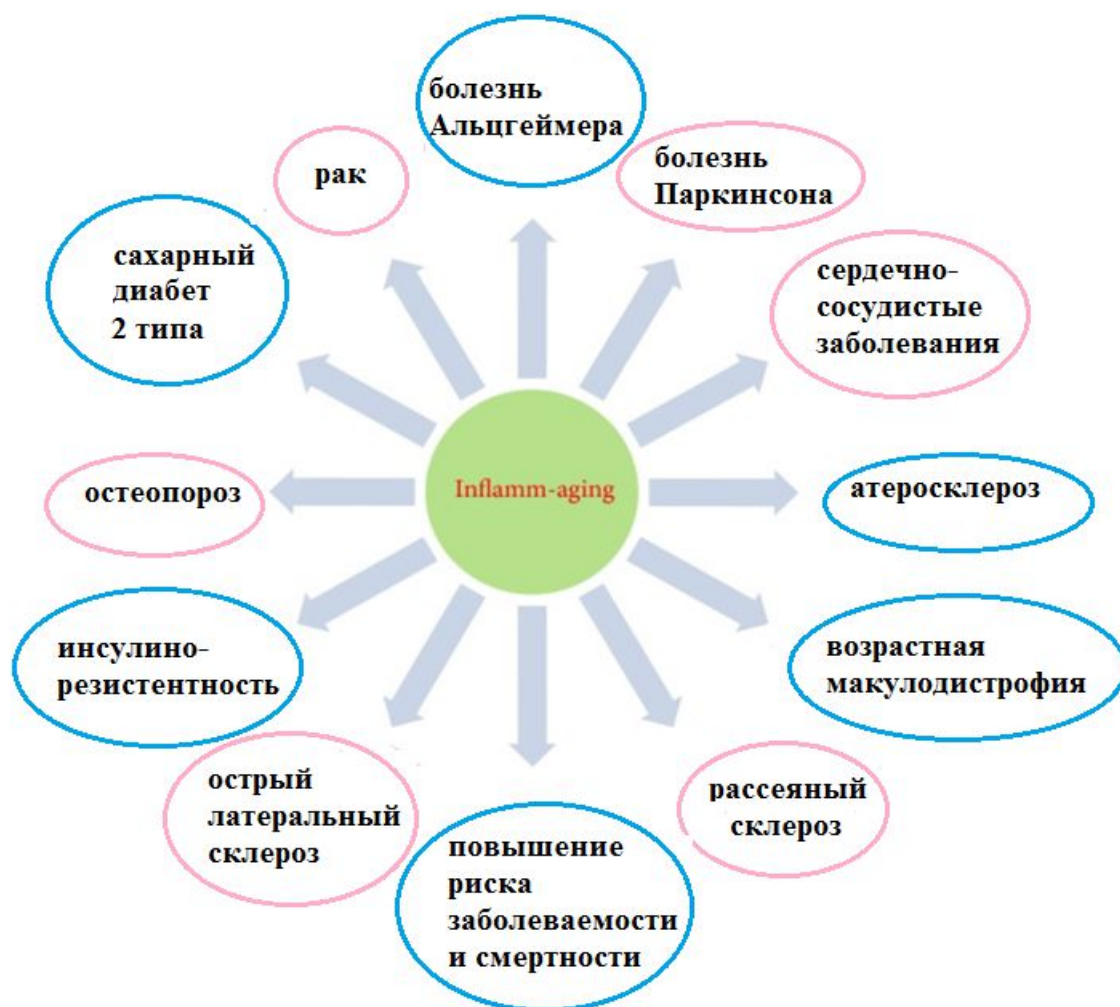 болезнь
Альцгеймера
болезнь
Паркинсона
рак
сахарный
диабет
2 типа
сердечно-
сосудистые
заболевания
остеопороз
Inflamm-aging
атеросклероз
инсулино-
резистентность
возрастная
макулодистрофия
острый
латеральный
склероз
рассеяный
склероз
повышение
риска
заболеваемости
и смертности